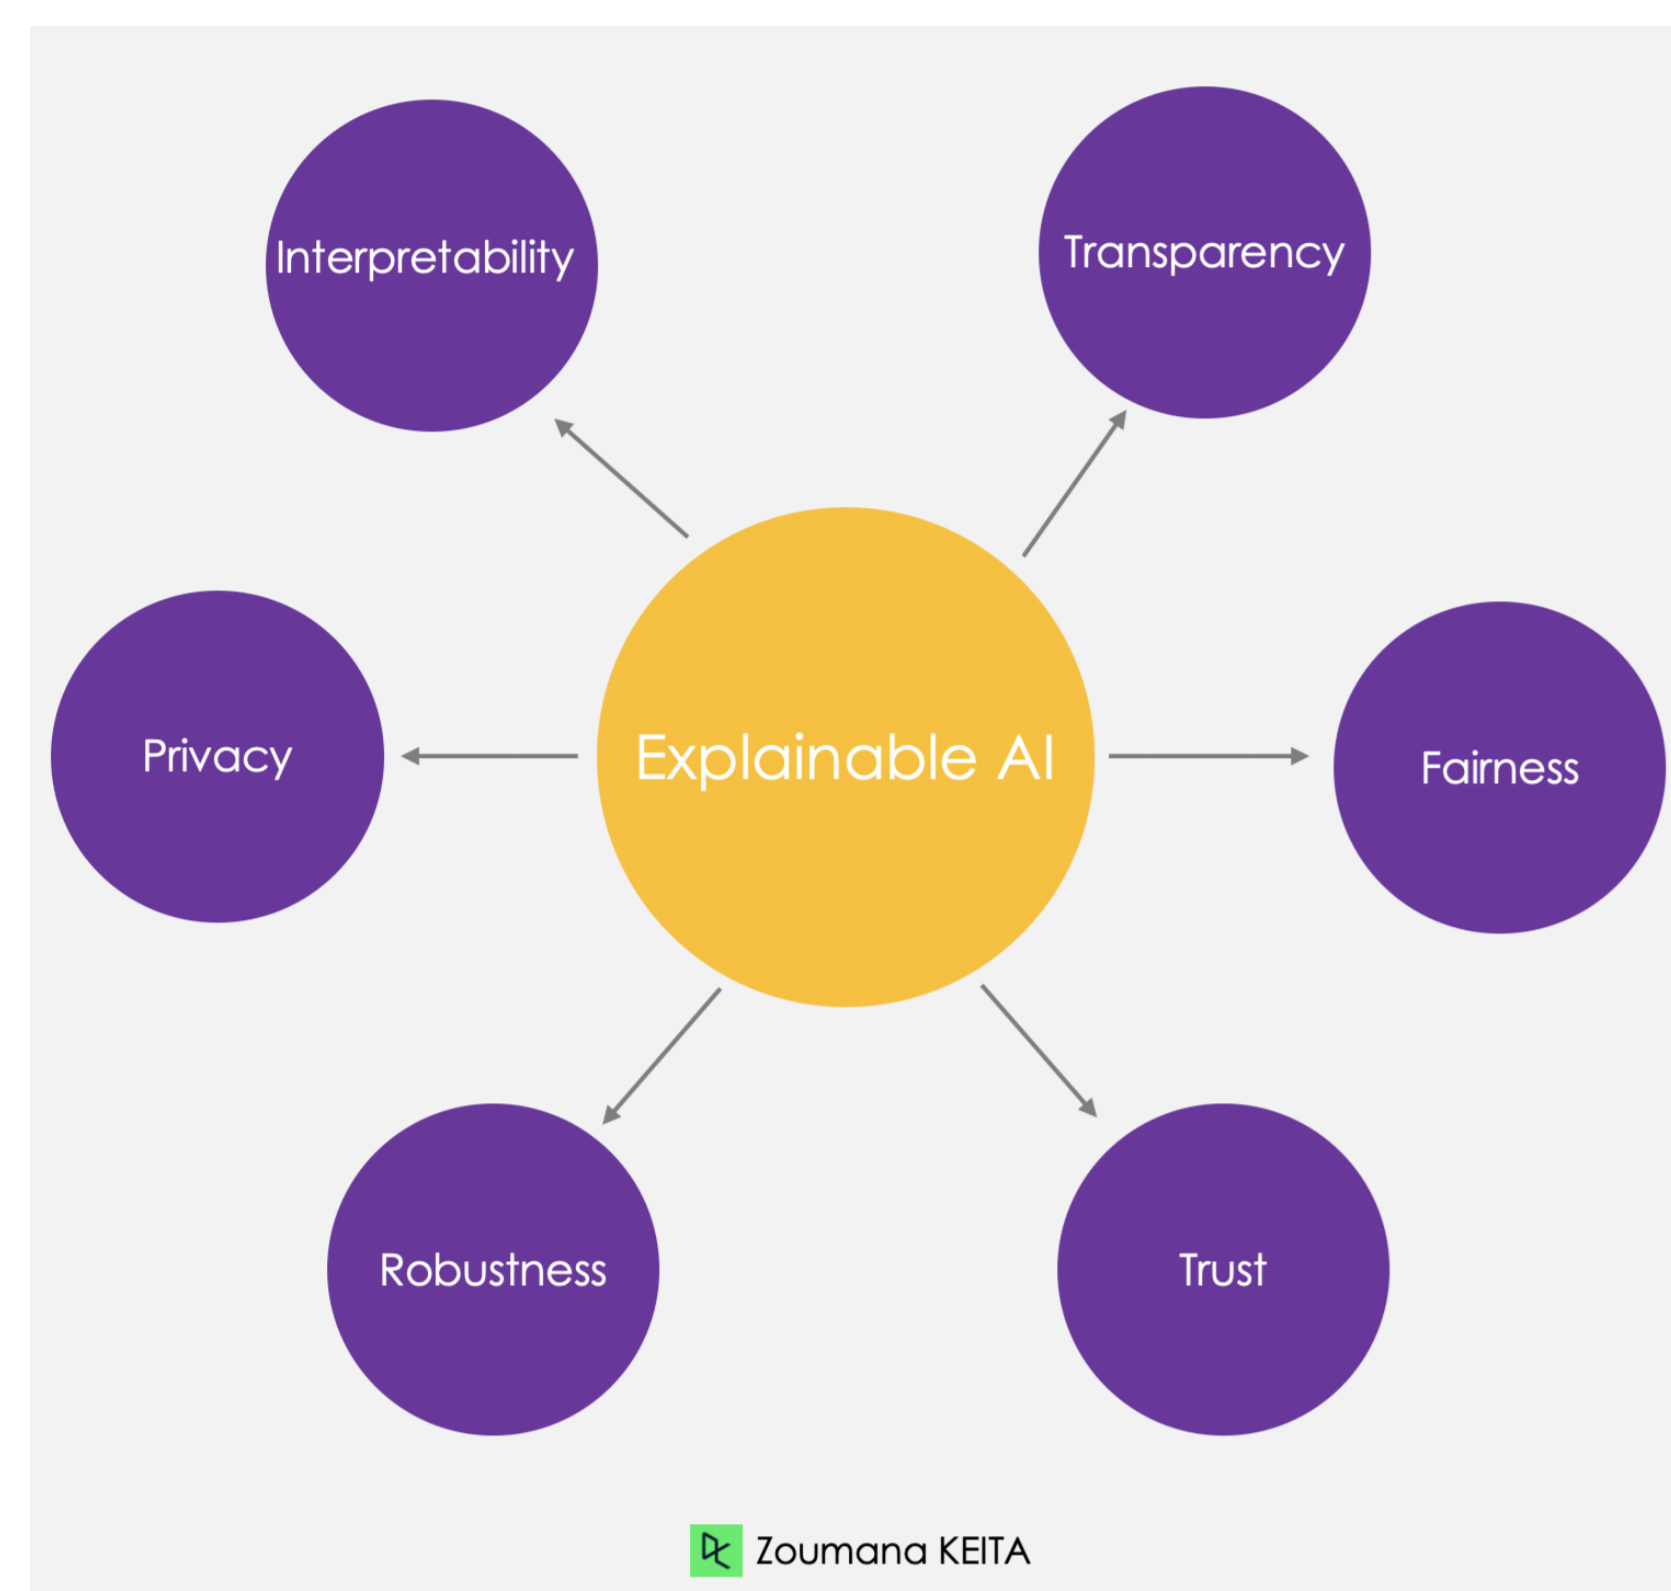 Interpretability
Transparency
Privacy
Explainable AI
Fairness
Robustness
Trust
Zoumana KEITA